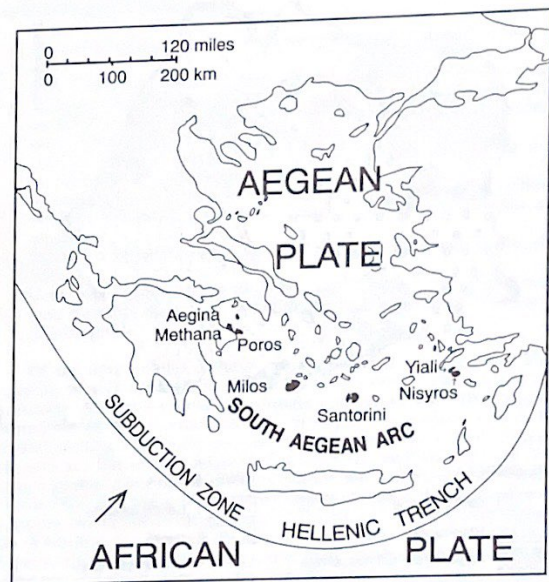 0 120 miles
0 100 200 km
AEGEAN
PLATE
Aegina
Methana
Poros
Milos
Santorini
Yiali
Nisyros
SOUTH AEGEAN ARC
SUBDUCTION ZONE HELLENIC TRENCH
AFRICAN PLATE